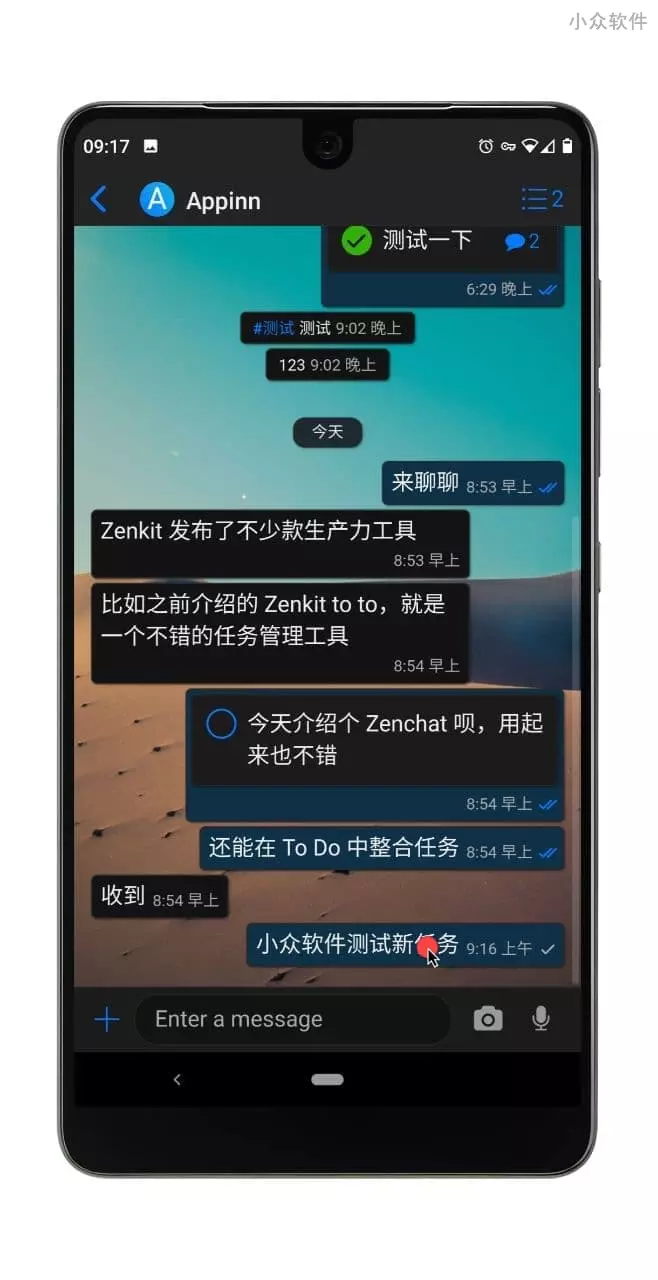 小众软件
09:17
Appinn
2
测试一下 2
6:29 晚上
#测试 测试 9:02 晚上
123 9:02 晚上
今天
来聊聊 8:53 早上
Zenkit 发布了不少款生产力工具
8:53 早上
比如之前介绍的 Zenkit to to，就是
一个不错的任务管理工具
8:54 早上
今天介绍个 Zenchat 呗，用起
来也不错
8:54 早上
还能在 To Do 中整合任务 8:54 早上
收到 8:54 早上
小众软件测试新任务 9:16 上午
Enter a message